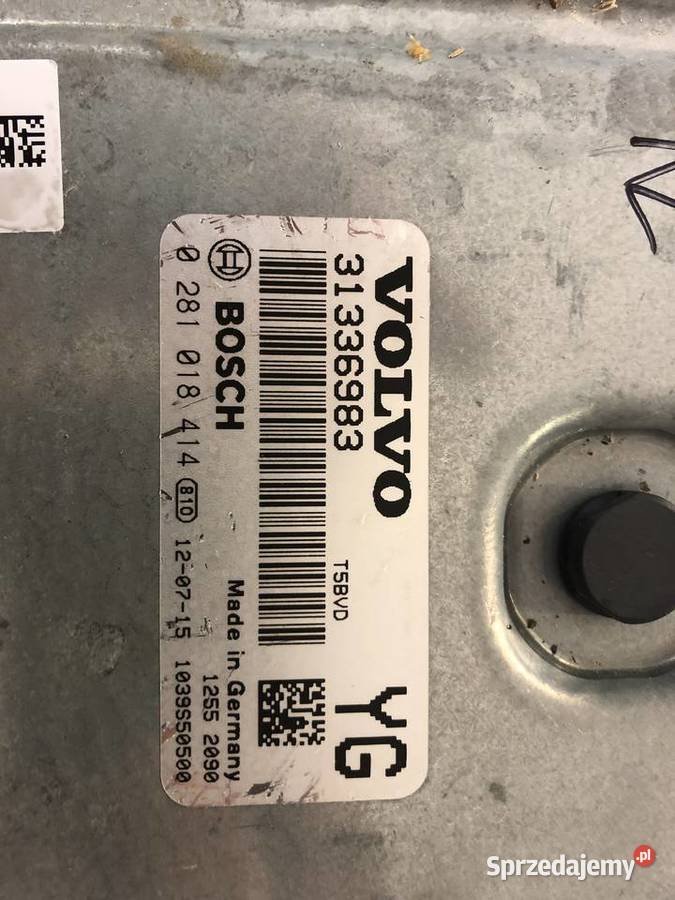 VOLVO
31336983 T5BVD YG
BOSCH Made in Germany
1255 2090
0 281 018 414 810 12-07-15 1039S50500
Sprzedajemy.pl